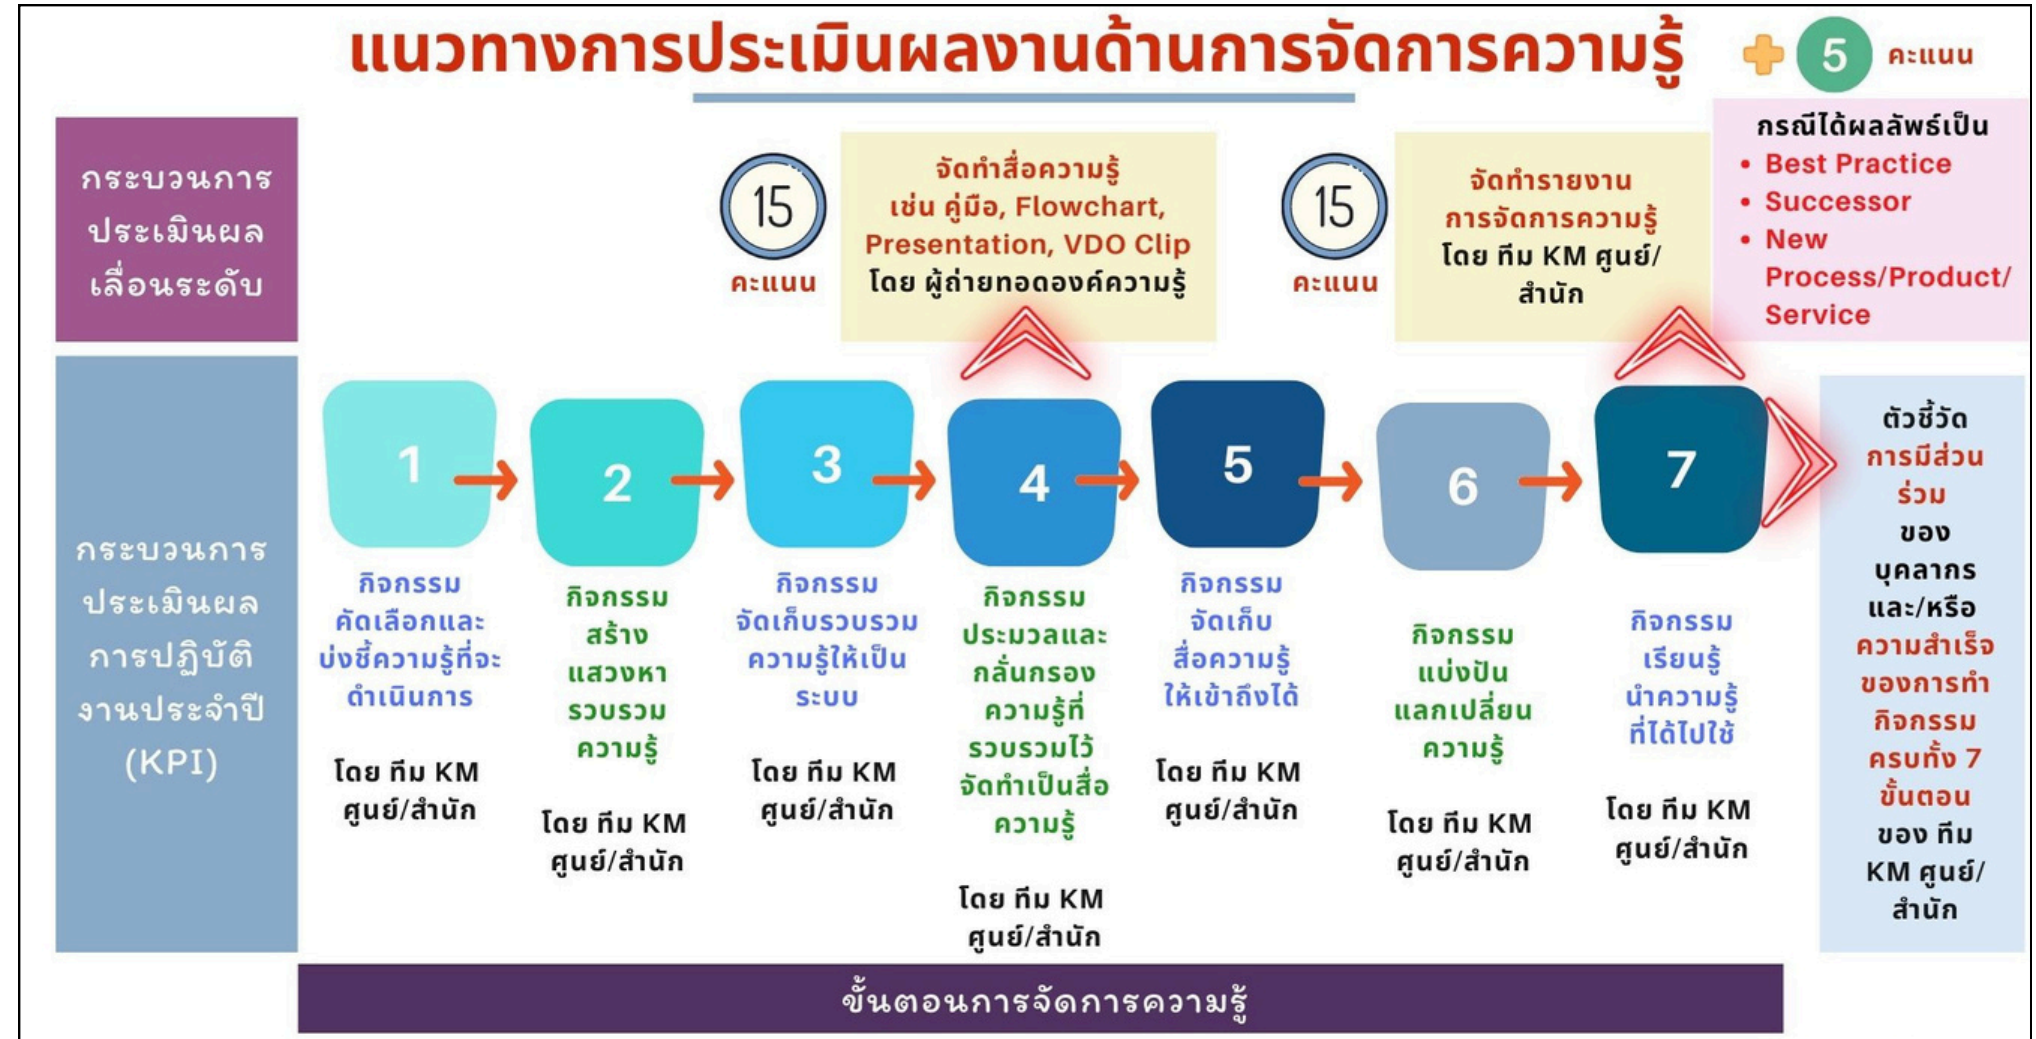 แนวทางการประเมินผลงานด้านการจัดการความรู้
5 คะแนน
กระบวนการ
ประเมินผล
เลื่อนระดับ
15
คะแนน
จัดทำสื่อความรู้
เช่น คู่มือ, Flowchart,
Presentation, VDO Clip
โดย ผู้ถ่ายทอดองค์ความรู้
15
คะแนน
จัดทำรายงาน
การจัดการความรู้
โดย ทีม KM ศูนย์/
สำนัก
กรณีได้ผลลัพธ์เป็น
• Best Practice
• Successor
• New
Process/Product/
Service
กระบวนการ
ประเมินผล
การปฏิบัติ
งานประจำปี
(KPI)
1
กิจกรรม
คัดเลือกและ
บ่งชี้ความรู้ที่จะ
ดำเนินการ
โดย ทีม KM
ศูนย์/สำนัก
2
กิจกรรม
สร้าง
แสวงหา
รวบรวม
ความรู้
โดย ทีม KM
ศูนย์/สำนัก
3
กิจกรรม
จัดเก็บรวบรวม
ความรู้ให้เป็น
ระบบ
โดย ทีม KM
ศูนย์/สำนัก
4
กิจกรรม
ประมวลและ
กลั่นกรอง
ความรู้ที่
รวบรวมไว้
จัดทำเป็นสื่อ
ความรู้
โดย ทีม KM
ศูนย์/สำนัก
5
กิจกรรม
จัดเก็บ
สื่อความรู้
ให้เข้าถึงได้
โดย ทีม KM
ศูนย์/สำนัก
6
กิจกรรม
แบ่งปัน
แลกเปลี่ยน
ความรู้
โดย ทีม KM
ศูนย์/สำนัก
7
กิจกรรม
เรียนรู้
นำความรู้
ที่ได้ไปใช้
โดย ทีม KM
ศูนย์/สำนัก
ตัวชี้วัด
การมีส่วน
ร่วม
ของ
บุคลากร
และ/หรือ
ความสำเร็จ
ของการทำ
กิจกรรม
ครบทั้ง 7
ขั้นตอน
ของ ทีม
KM ศูนย์/
สำนัก
ขั้นตอนการจัดการความรู้